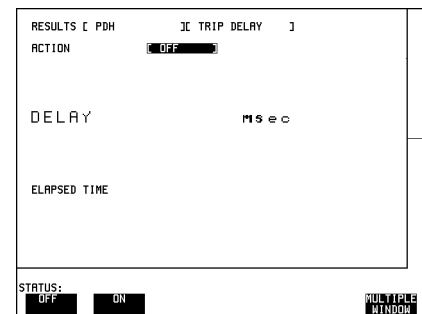 RESULTS [ PDH ][ TRIP DELAY ]
ACTION [ OFF ]
DELAY msec
ELAPSED TIME
STATUS:
OFF ON MULTIPLE
WINDOW